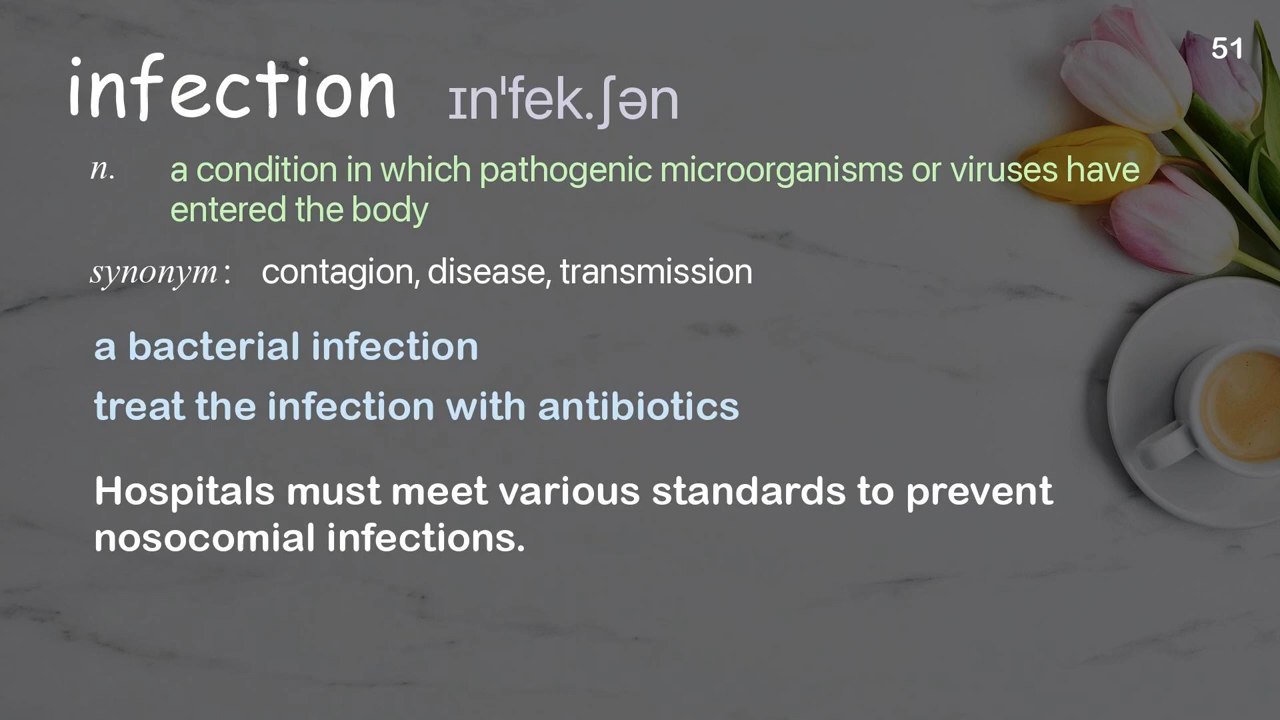 51
infection ɪnˈfek.ʃən
n. a condition in which pathogenic microorganisms or viruses have
entered the body
synonym: contagion, disease, transmission
a bacterial infection
treat the infection with antibiotics
Hospitals must meet various standards to prevent
nosocomial infections.